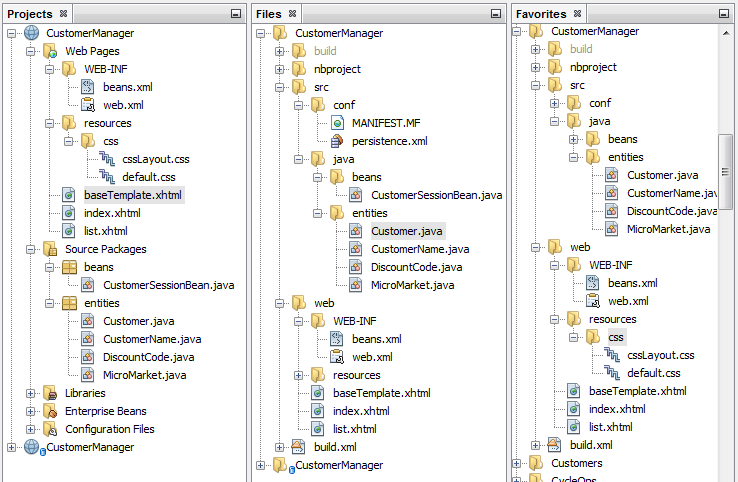 Projects
CustomerManager
Web Pages
WEB-INF
beans.xml
web.xml
resources
css
cssLayout.css
default.css
baseTemplate.xhtml
index.xhtml
list.xhtml
Source Packages
beans
CustomerSessionBean.java
entities
Customer.java
CustomerName.java
DiscountCode.java
MicroMarket.java
Libraries
Enterprise Beans
Configuration Files
CustomerManager
Files
CustomerManager
build
nbproject
src
conf
MANIFEST.MF
persistence.xml
java
beans
CustomerSessionBean.java
entities
Customer.java
CustomerName.java
DiscountCode.java
MicroMarket.java
web
WEB-INF
beans.xml
web.xml
resources
baseTemplate.xhtml
index.xhtml
list.xhtml
build.xml
CustomerManager
Favorites
CustomerManager
build
nbproject
src
conf
java
beans
entities
Customer.java
CustomerName.java
DiscountCode.java
MicroMarket.java
web
WEB-INF
beans.xml
web.xml
resources
css
cssLayout.css
default.css
baseTemplate.xhtml
index.xhtml
list.xhtml
build.xml
Customers
CycleOps